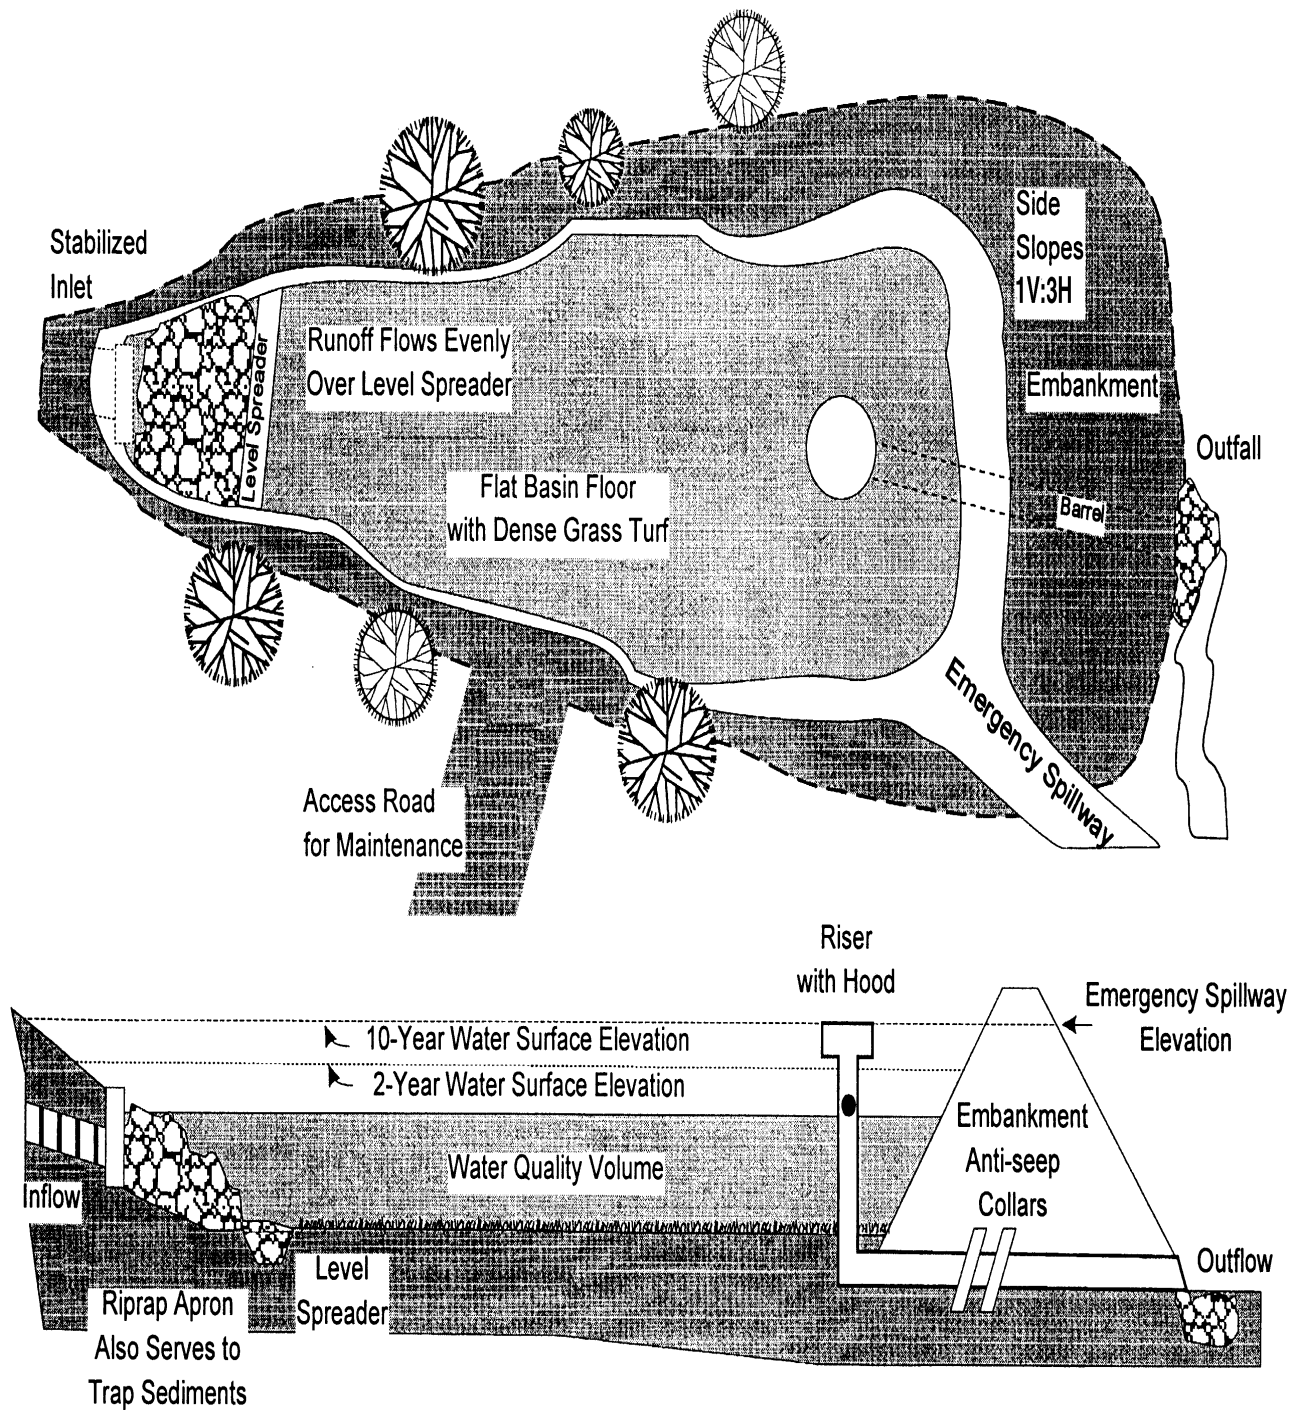 Stabilized
Inlet
Side
Slopes
1V:3H
Runoff Flows Evenly
Over Level Spreader
Level Spreader
Embankment
Outfall
Flat Basin Floor
with Dense Grass Turf
Barrel
Emergency Spillway
Access Road
for Maintenance
Riser
with Hood
Emergency Spillway
Elevation
10-Year Water Surface Elevation
2-Year Water Surface Elevation
Embankment
Anti-seep
Collars
Water Quality Volume
Inflow
Level
Spreader
Outflow
Riprap Apron
Also Serves to
Trap Sediments